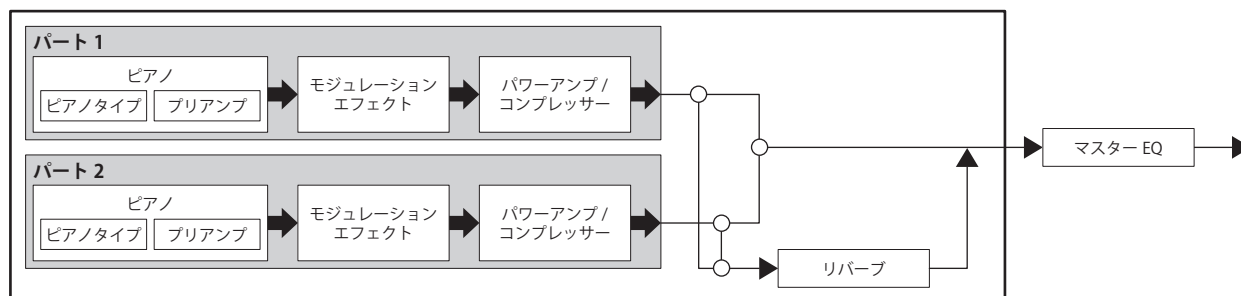 パート 1
ピアノ
ピアノタイプ
プリアンプ
モジュレーション
エフェクト
パワーアンプ /
コンプレッサー
パート 2
ピアノ
ピアノタイプ
プリアンプ
モジュレーション
エフェクト
パワーアンプ /
コンプレッサー
リバーブ
マスター EQ